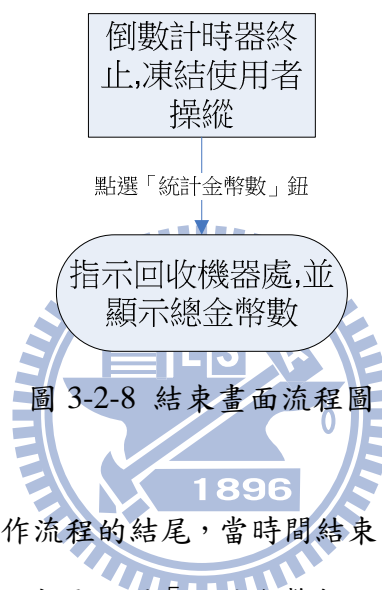 倒數計時器終
止,凍結使用者
操縱
點選「統計金幣數」鈕
指示回收機器處,並
顯示總金幣數
圖 3-2-8 結束畫面流程圖
1896
作流程的結尾，當時間結束